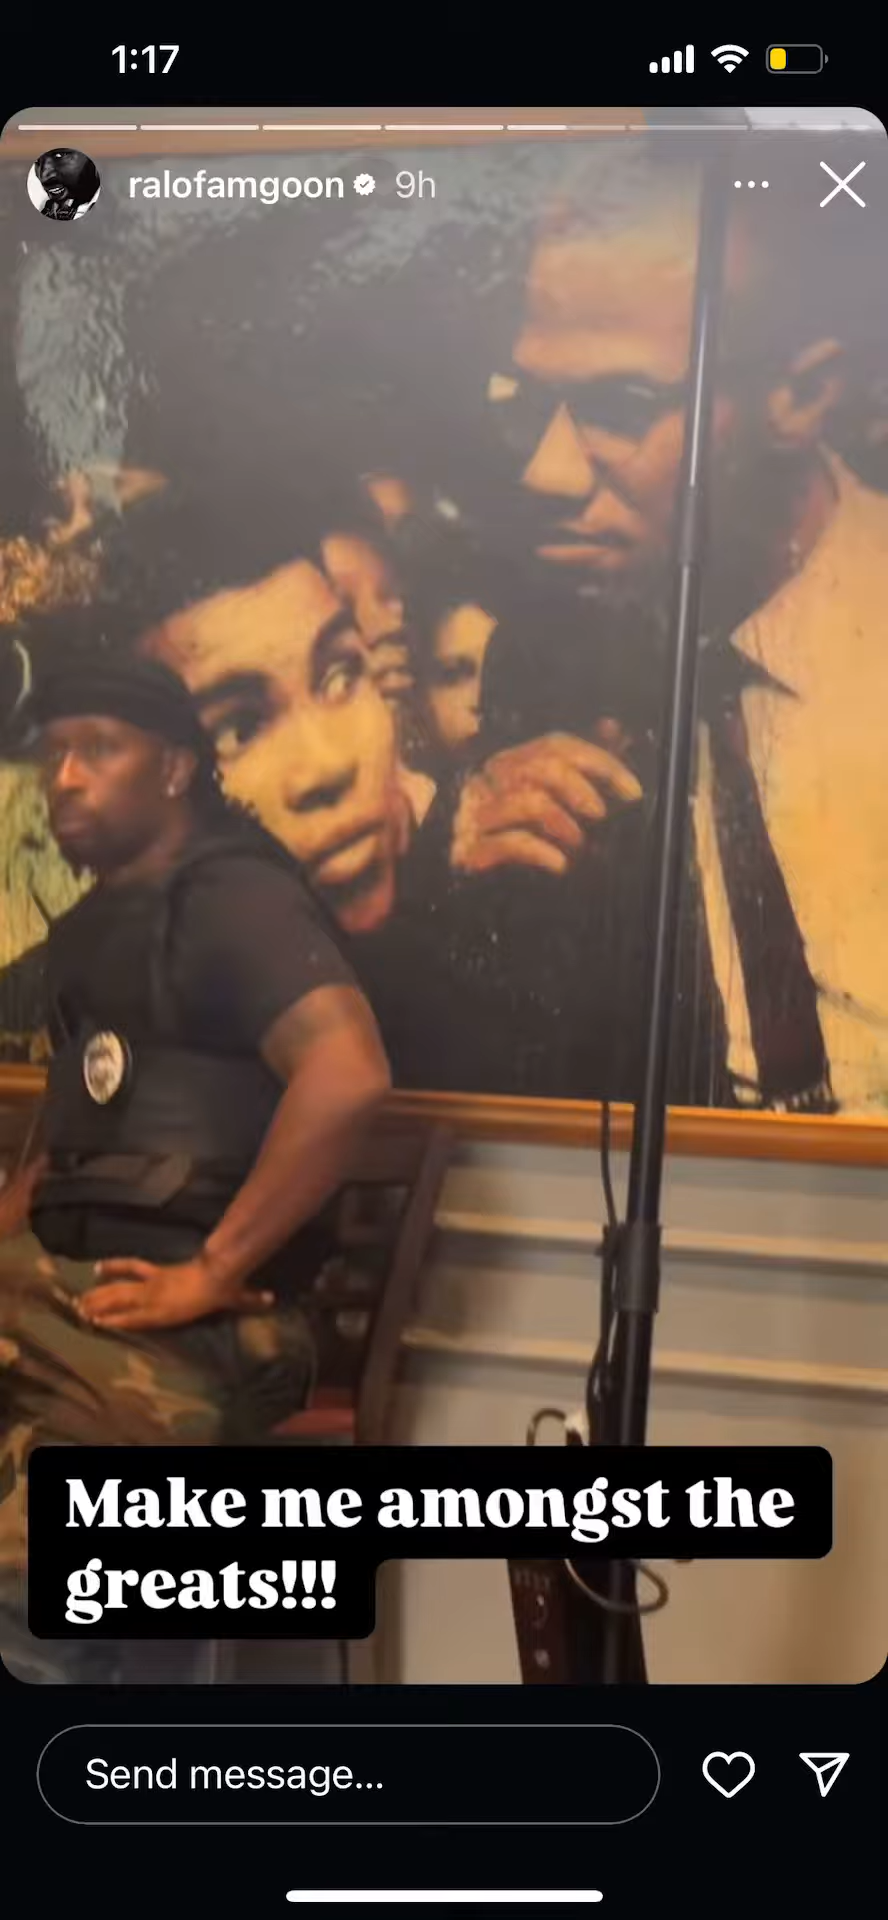 1:17
ralofamgoon 9h
Make me amongst the
greats!!!
Send message...